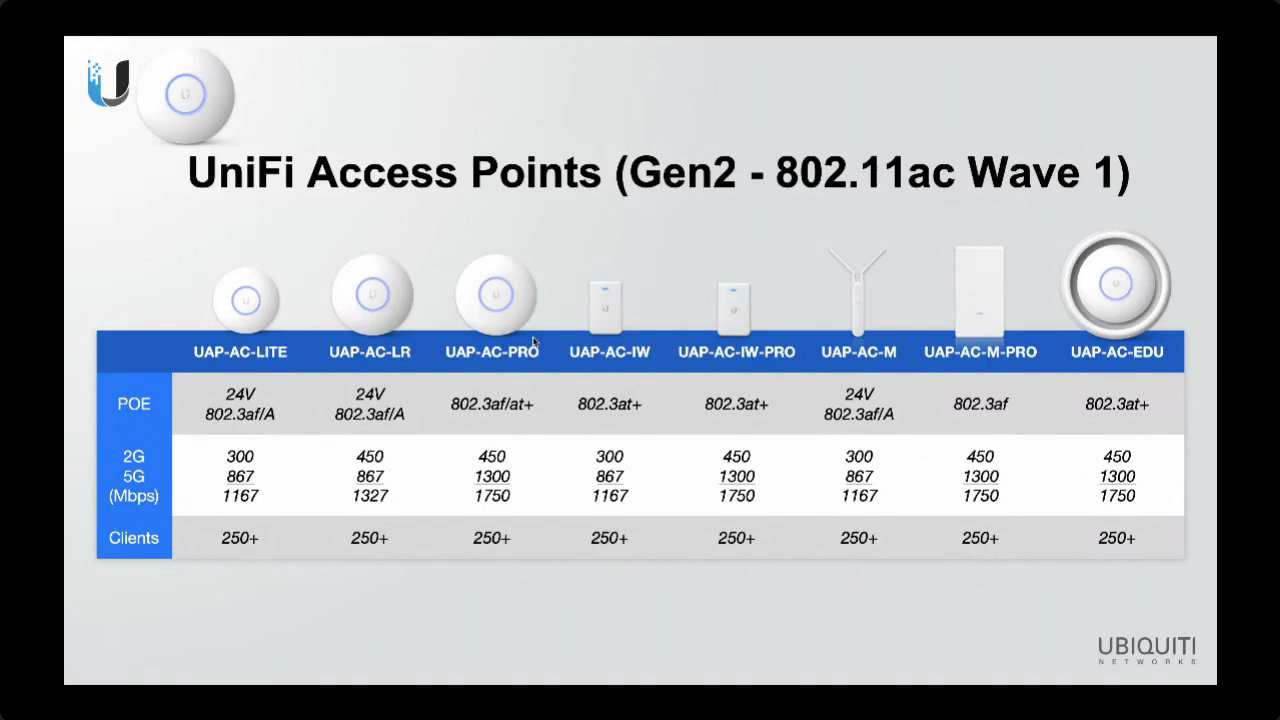 UniFi Access Points (Gen2 - 802.11ac Wave 1)
UAP-AC-LITE UAP-AC-LR UAP-AC-PRO UAP-AC-IW UAP-AC-IW-PRO UAP-AC-M UAP-AC-M-PRO UAP-AC-EDU
POE
24V
802.3af/A
24V
802.3af/A
802.3af/at+
802.3at+
802.3at+
24V
802.3af/A
802.3af
802.3at+
2G 300 450 450 300 450 300 450 450
5G 867 867 1300 867 1300 867 1300 1300
(Mbps) 1167 1327 1750 1167 1750 1167 1750 1750
Clients 250+ 250+ 250+ 250+ 250+ 250+ 250+ 250+
UBIQUITI
NETWORKS